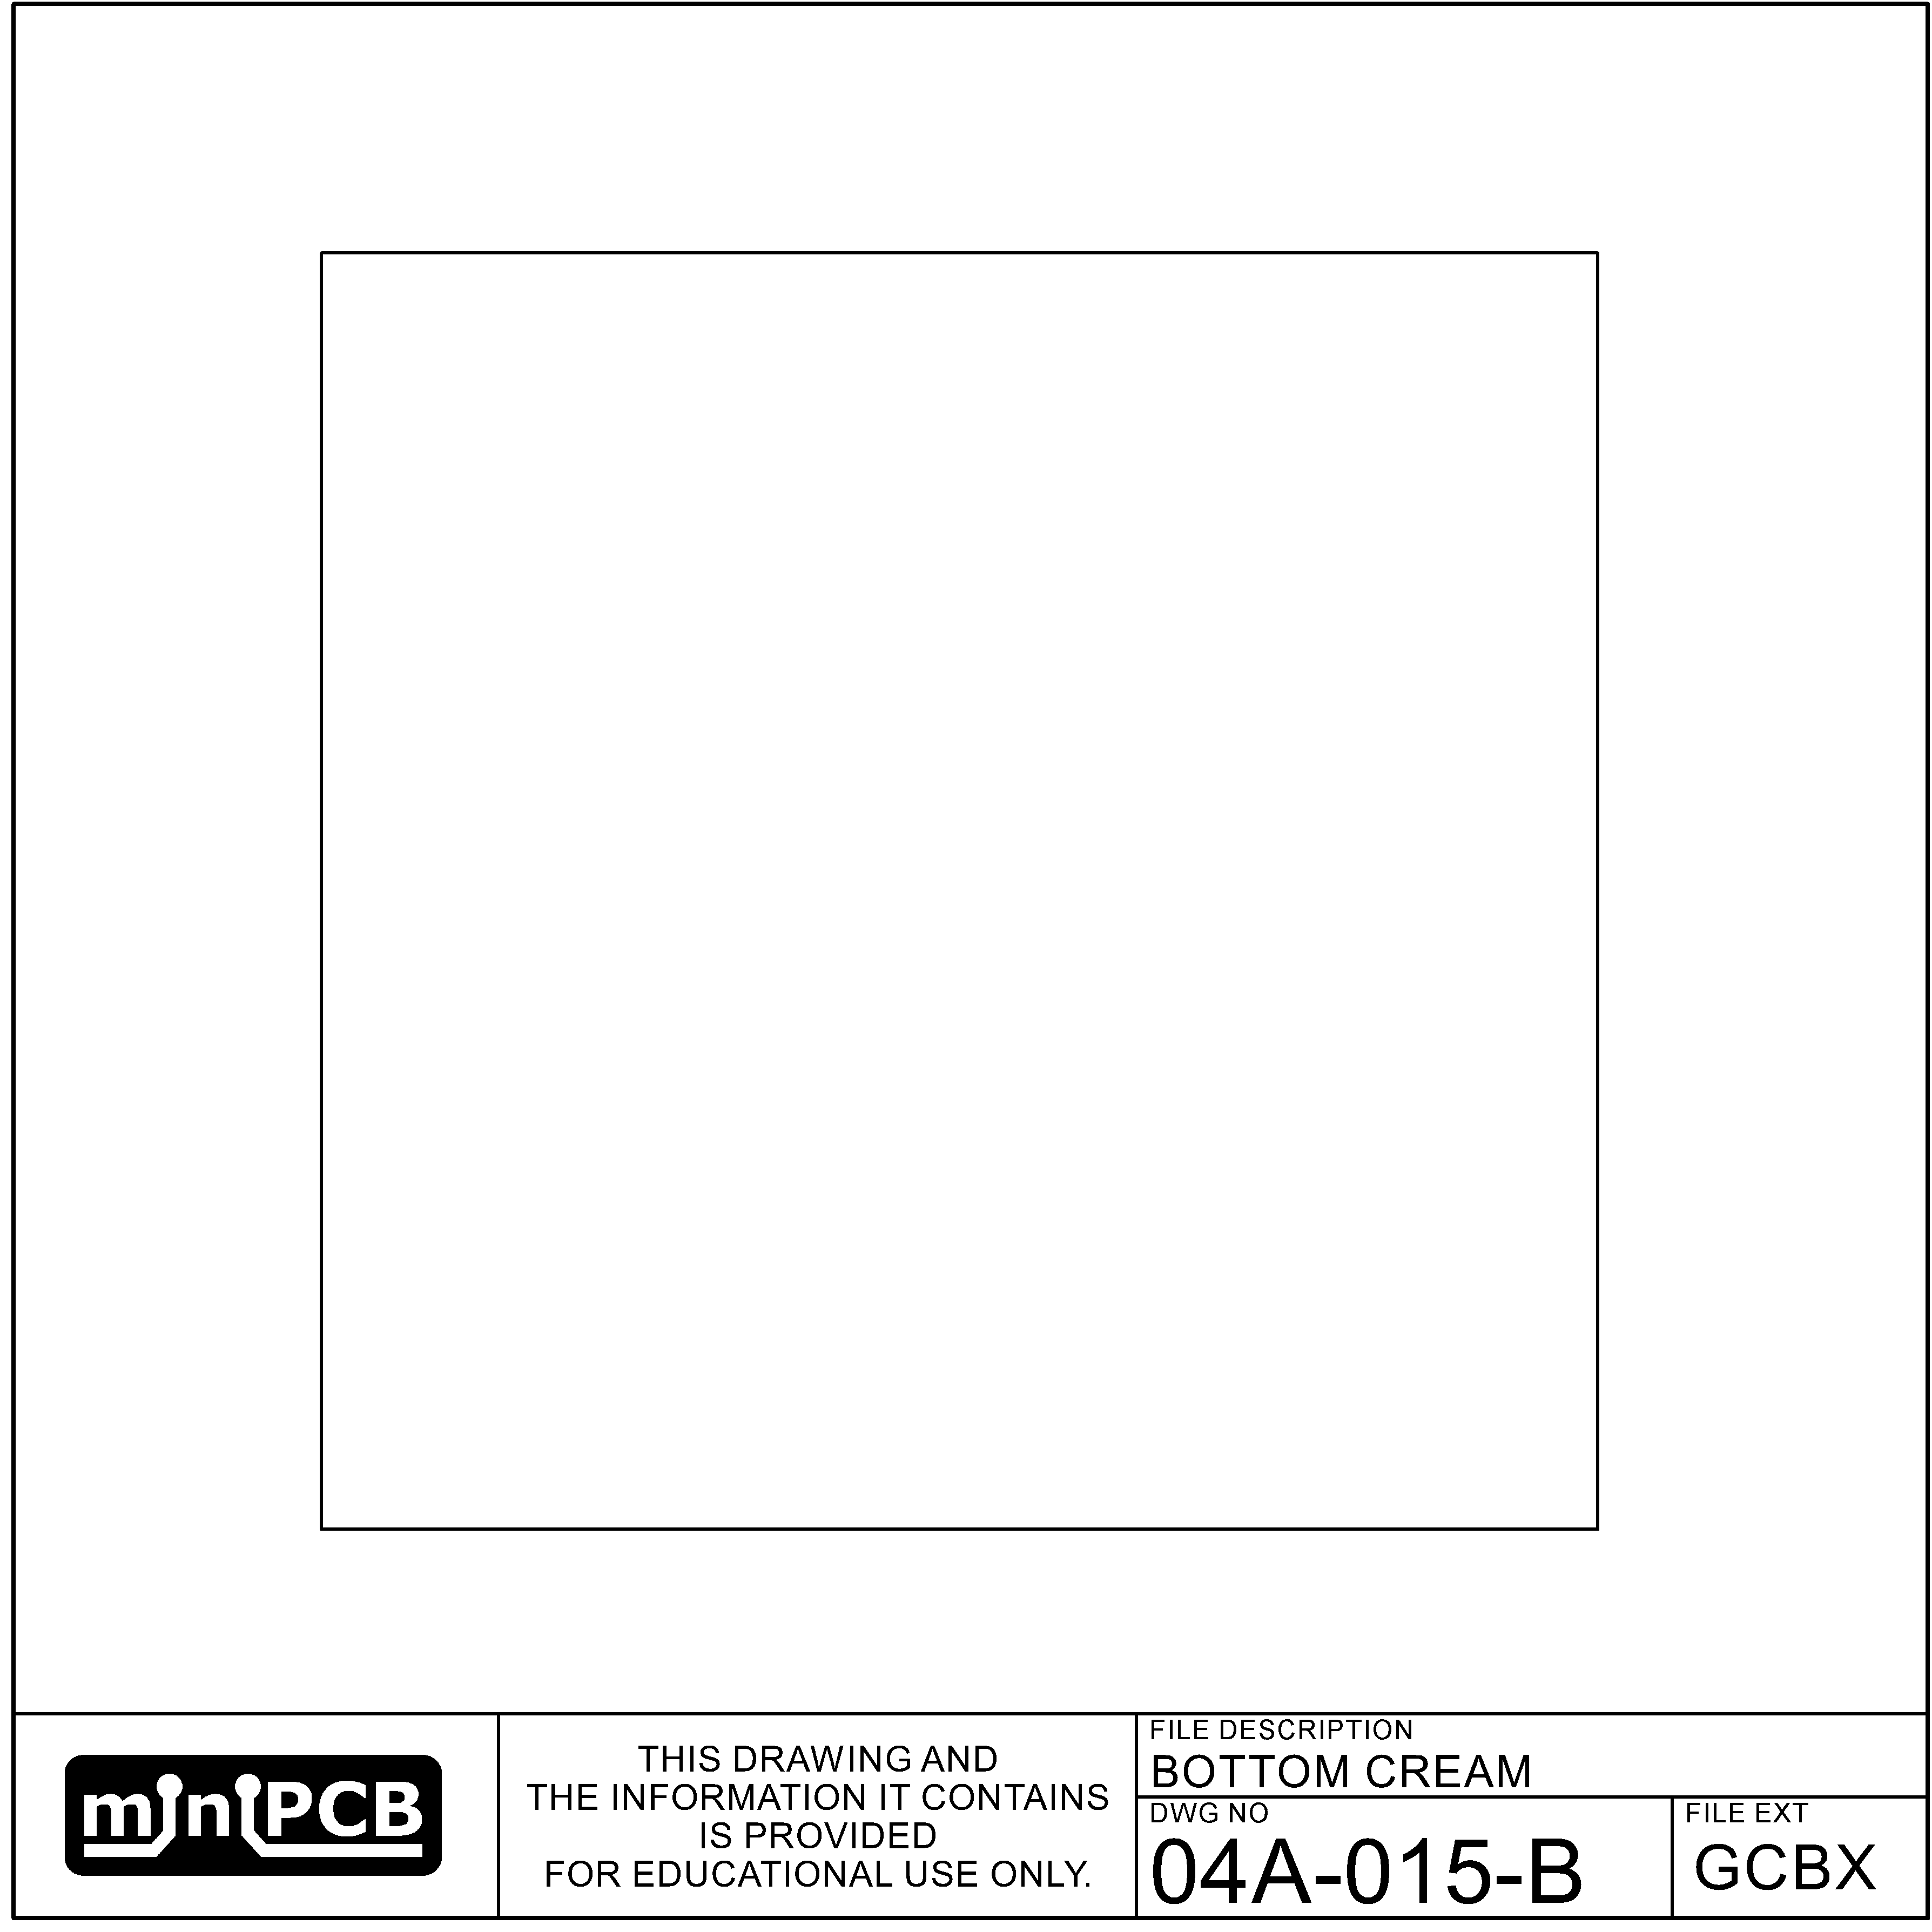 miniPCB
THIS DRAWING AND
THE INFORMATION IT CONTAINS
IS PROVIDED
FOR EDUCATIONAL USE ONLY.
FILE DESCRIPTION
BOTTOM CREAM
DWG NO
04A-015-B
FILE EXT
GCBX